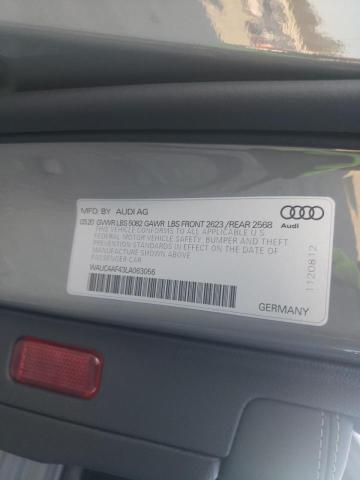 MFD. BY AUDI AG
03/20 GVWR LBS 5082 GAWR LBS FRONT 2623 / REAR 2568
THIS VEHICLE CONFORMS TO ALL APPLICABLE U.S.
FEDERAL MOTOR VEHICLE SAFETY, BUMPER AND THEFT
PREVENTION STANDARDS IN EFFECT ON THE DATE OF
MANUFACTURE SHOWN ABOVE.
PASSENGER CAR
WAUC4AF43LA063056
Audi
1120812
GERMANY